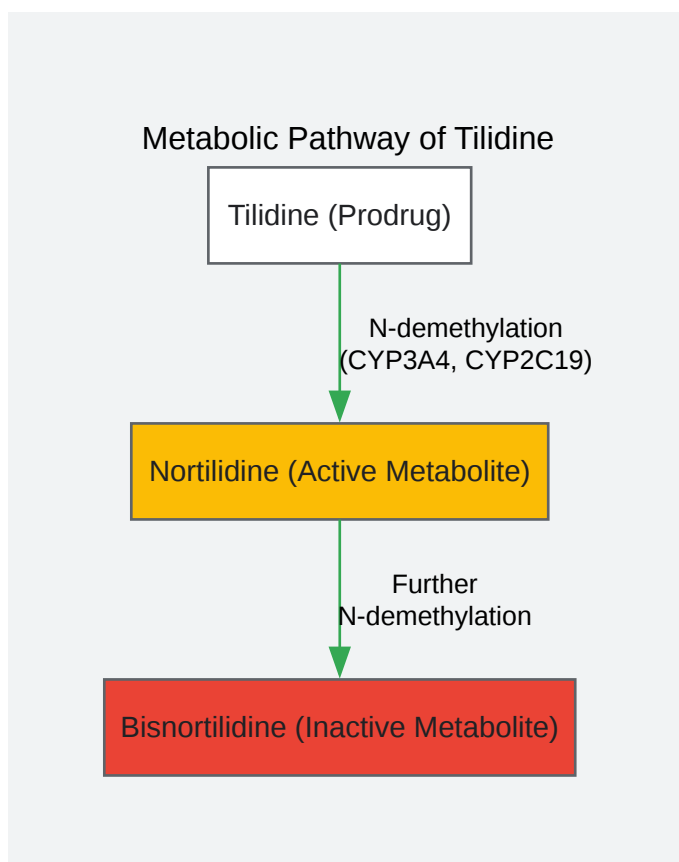 Metabolic Pathway of Tilidine
Tilidine (Prodrug)
N-demethylation
(CYP3A4, CYP2C19)
Nortilidine (Active Metabolite)
Further
N-demethylation
Bisnortilidine (Inactive Metabolite)